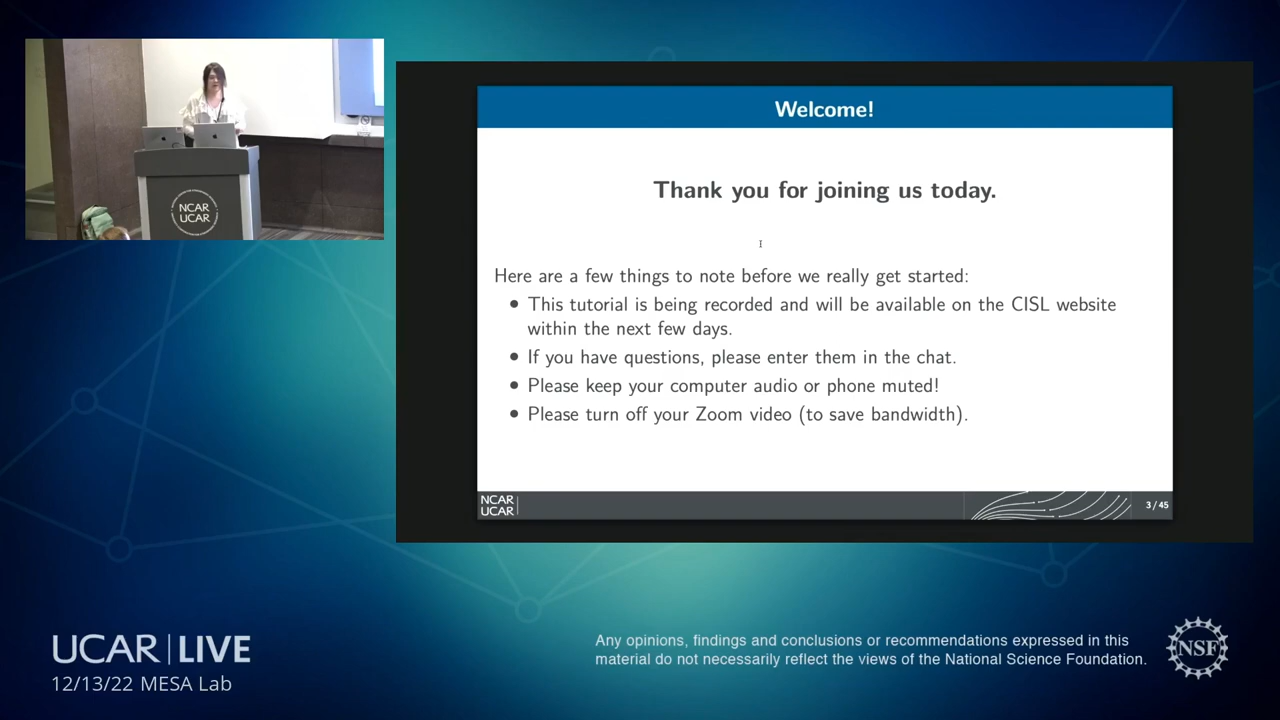 NCAR
UCAR
Welcome!
Thank you for joining us today.
Here are a few things to note before we really get started:
• This tutorial is being recorded and will be available on the CISL website
within the next few days.
• If you have questions, please enter them in the chat.
• Please keep your computer audio or phone muted!
• Please turn off your Zoom video (to save bandwidth).
NCAR
UCAR
3 / 45
UCAR | LIVE
12/13/22 MESA Lab
Any opinions, findings and conclusions or recommendations expressed in this
material do not necessarily reflect the views of the National Science Foundation.
NSF